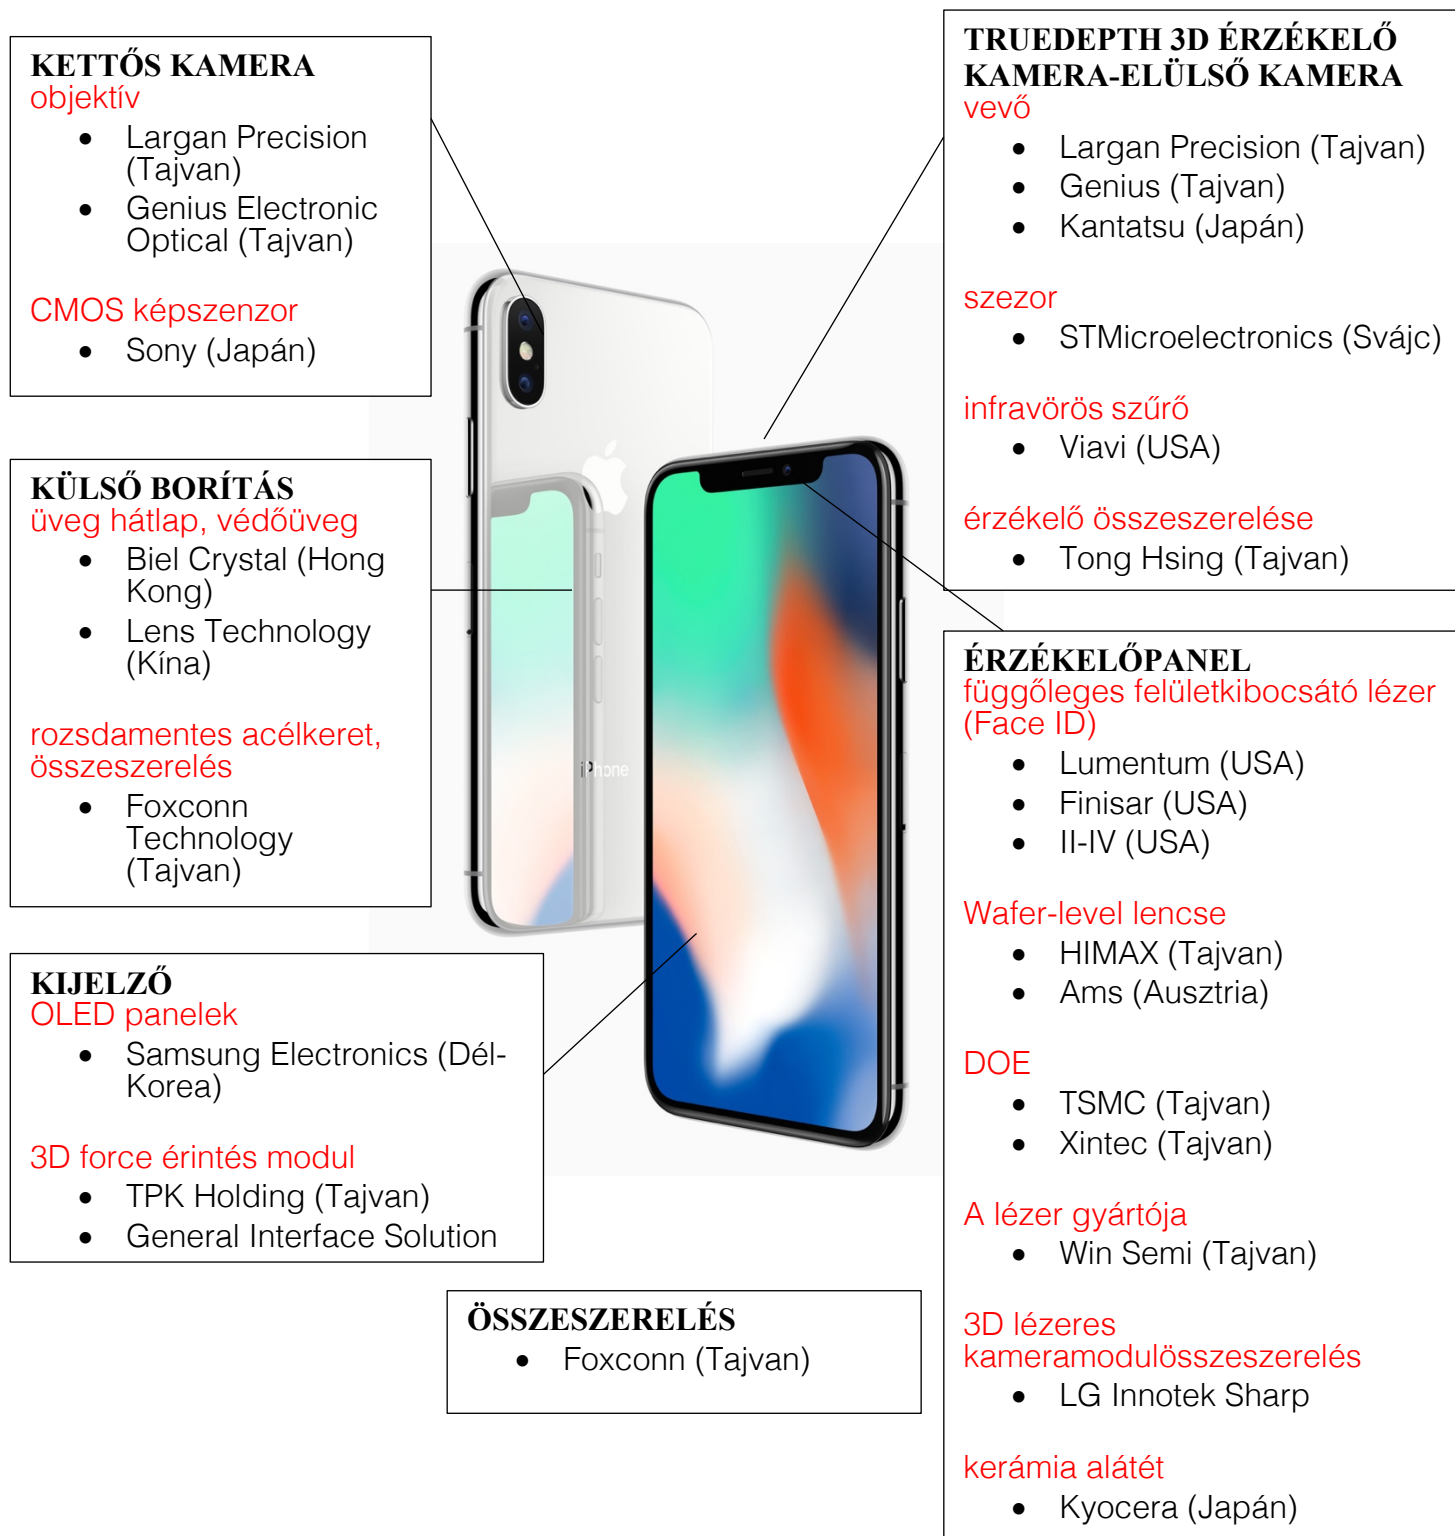 KETTŐS KAMERA
objektív
• Largan Precision
(Tajvan)
• Genius Electronic
Optical (Tajvan)
CMOS képszenzor
• Sony (Japán)
KÜLSŐ BORÍTÁS
üveg hátlap, védőüveg
• Biel Crystal (Hong
Kong)
• Lens Technology
(Kína)
rozsdamentes acélkeret,
összeszerelés
• Foxconn
Technology
(Tajvan)
KIJELZŐ
OLED panelek
• Samsung Electronics (Dél-
Korea)
3D force érintés modul
• TPK Holding (Tajvan)
• General Interface Solution
iPhone
ÖSSZESZERELÉS
• Foxconn (Tajvan)
TRUEDEPTH 3D ÉRZÉKELŐ
KAMERA-ELÜLSŐ KAMERA
vevő
• Largan Precision (Tajvan)
• Genius (Tajvan)
• Kantatsu (Japán)
szezor
• STMicroelectronics (Svájc)
infravörös szűrő
• Viavi (USA)
érzékelő összeszerelése
• Tong Hsing (Tajvan)
ÉRZÉKELŐPANEL
függőleges felületkibocsátó lézer
(Face ID)
• Lumentum (USA)
• Finisar (USA)
• II-IV (USA)
Wafer-level lencse
• HIMAX (Tajvan)
• Ams (Ausztria)
DOE
• TSMC (Tajvan)
• Xintec (Tajvan)
A lézer gyártója
• Win Semi (Tajvan)
3D lézeres
kameramodulösszeszerelés
• LG Innotek Sharp
kerámia alátét
• Kyocera (Japán)